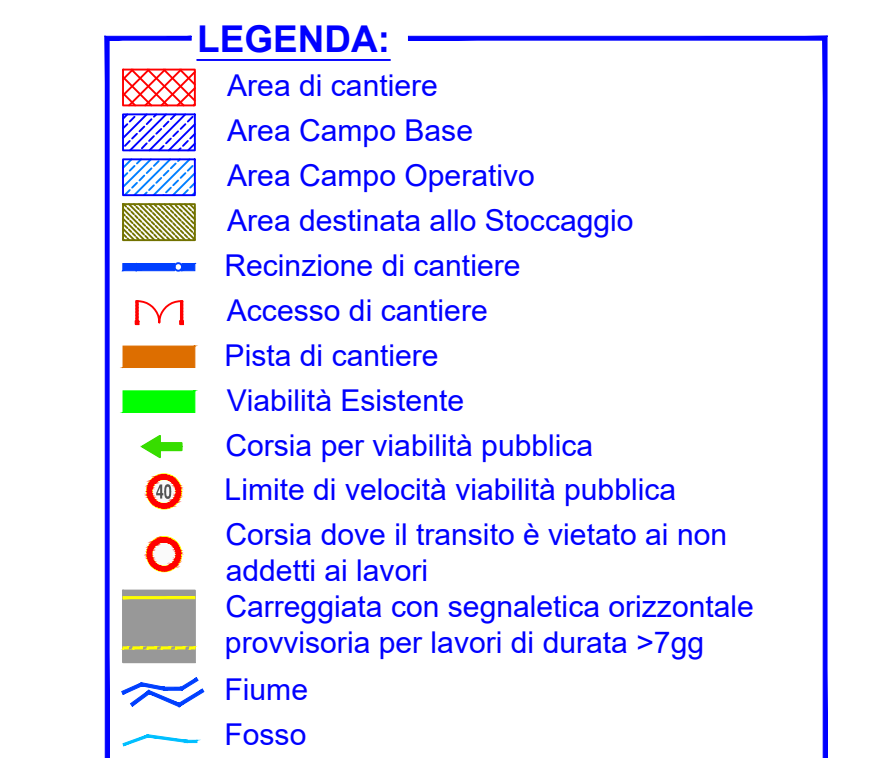 LEGENDA:
Area di cantiere
Area Campo Base
Area Campo Operativo
Area destinata allo Stoccaggio
Recinzione di cantiere
Accesso di cantiere
Pista di cantiere
Viabilità Esistente
Corsia per viabilità pubblica
40 Limite di velocità viabilità pubblica
Corsia dove il transito è vietato ai non
addetti ai lavori
Carreggiata con segnaletica orizzontale
provvisoria per lavori di durata >7gg
Fiume
Fosso